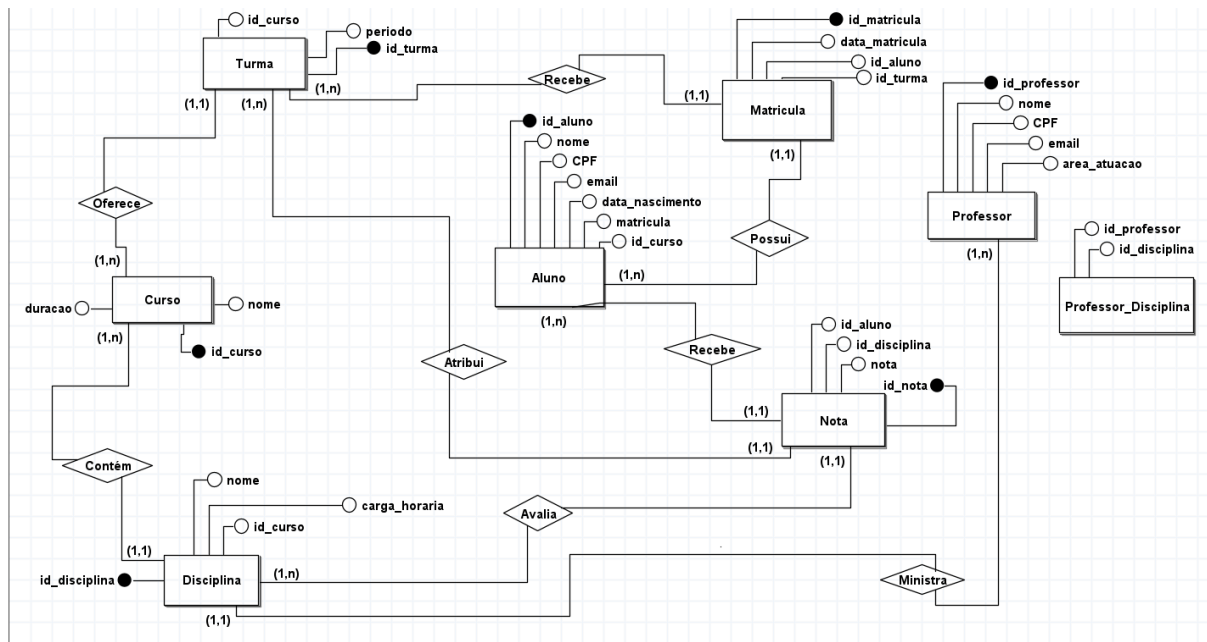 id_curso
periodo
id_turma
Turma
(1,1)
(1,n)
(1,n)
Recebe
id_matricula
data_matricula
id_aluno
id_turma
(1,1)
Matricula
(1,1)
id_professor
nome
CPF
email
area_atuacao
Professor
(1,n)
id_professor
id_disciplina
Professor_Disciplina
id_aluno
nome
CPF
email
data_nascimento
matricula
id_curso
Aluno
(1,n)
(1,n)
Possui
Oferece
(1,n)
duracao
Curso
nome
(1,n)
id_curso
Atribui
Recebe
id_aluno
id_disciplina
nota
id_nota
(1,1)
Nota
(1,1)
(1,1)
Contém
nome
carga_horaria
id_curso
Avalia
(1,1)
id_disciplina
Disciplina
(1,n)
(1,1)
Ministra